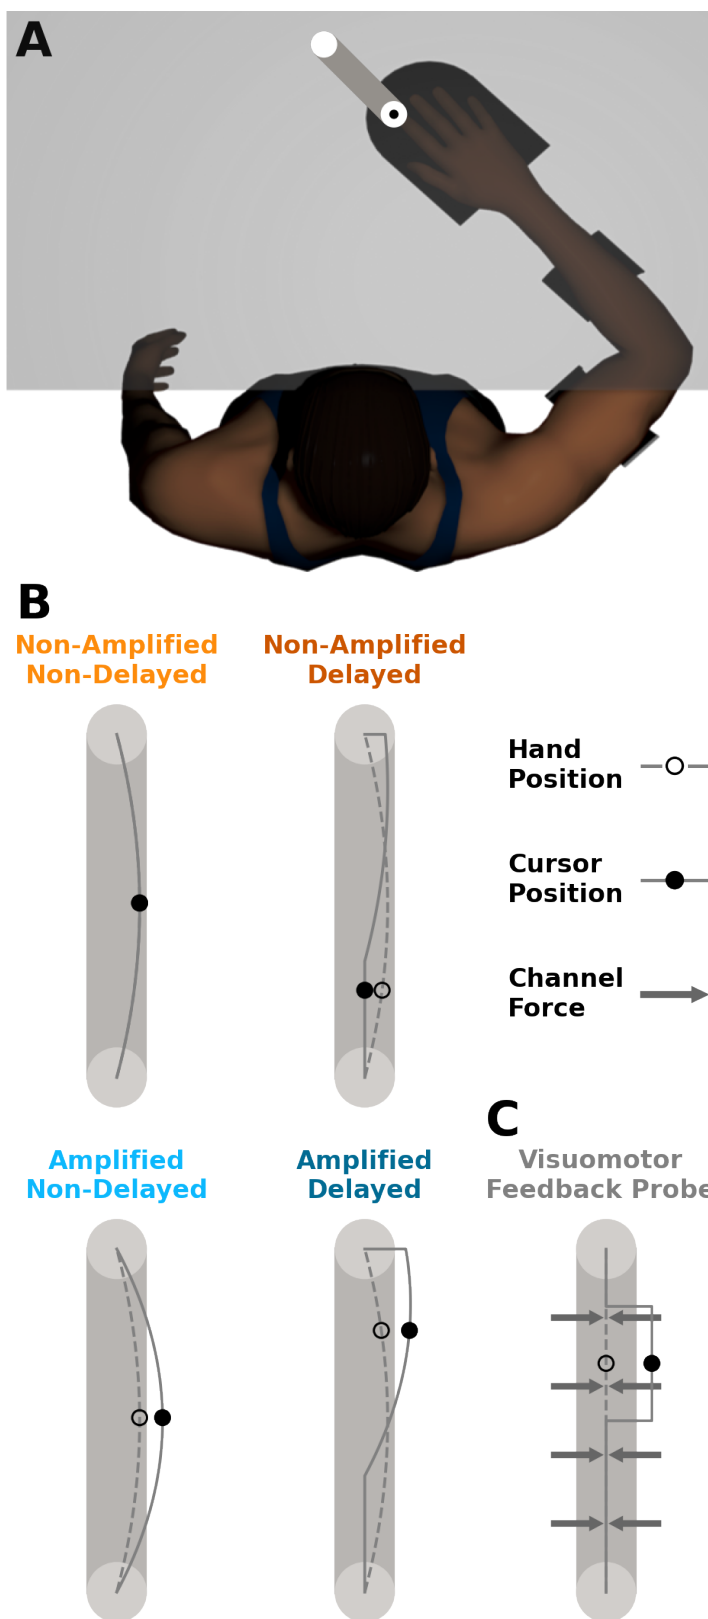 A
B
Non-Amplified
Non-Delayed
Non-Amplified
Delayed
Hand
Position
Cursor
Position
Channel
Force
Amplified
Non-Delayed
Amplified
Delayed
C
Visuomotor
Feedback Probe